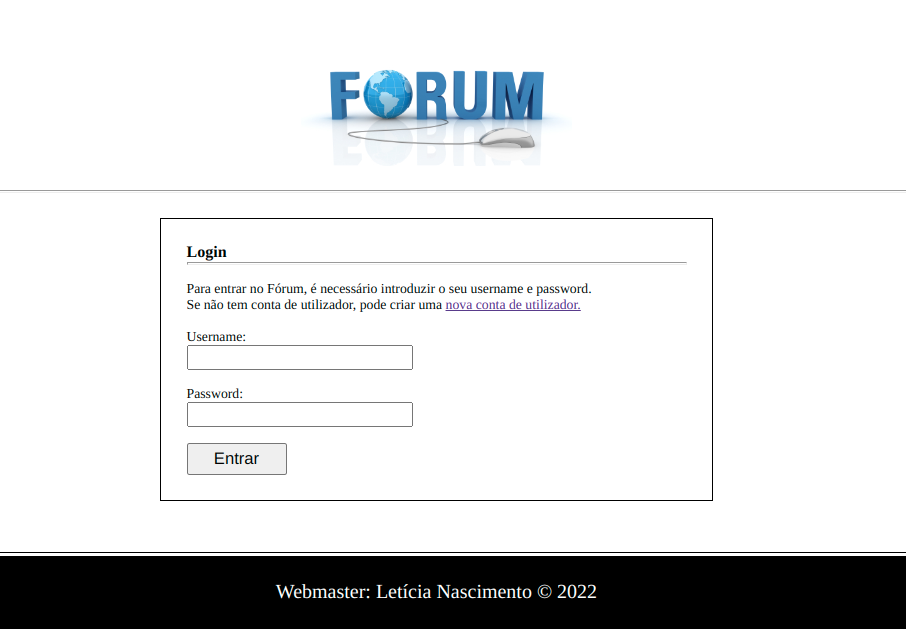 FORUM
Login
Para entrar no Fórum, é necessário introduzir o seu username e password.
Se não tem conta de utilizador, pode criar uma nova conta de utilizador.
Username:
Password:
Entrar
Webmaster: Letícia Nascimento © 2022